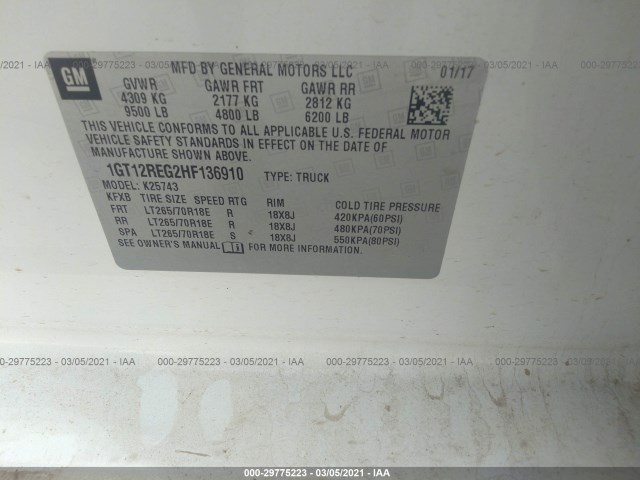 000-29775223 - 03/05/2021 - IAA
GM
MFD BY GENERAL MOTORS LLC 01/17
GVWR GAWR FRT GAWR RR
4309 KG 2177 KG 2812 KG
9500 LB 4800 LB 6200 LB
THIS VEHICLE CONFORMS TO ALL APPLICABLE U.S. FEDERAL MOTOR
VEHICLE SAFETY STANDARDS IN EFFECT ON THE DATE OF
MANUFACTURE SHOWN ABOVE.
1GT12REG2HF136910 TYPE: TRUCK
MODEL: K25743
KFXB TIRE SIZE SPEED RTG RIM COLD TIRE PRESSURE
FRT LT265/70R18E R 18X8J 420KPA(60PSI)
RR LT265/70R18E R 18X8J 480KPA(70PSI)
SPA LT265/70R18E S 18X8J 550KPA(80PSI)
SEE OWNER'S MANUAL FOR MORE INFORMATION.
000-29775223 - 03/05/2021 - IAA
000-29775223 - 03/05/2021 - IAA